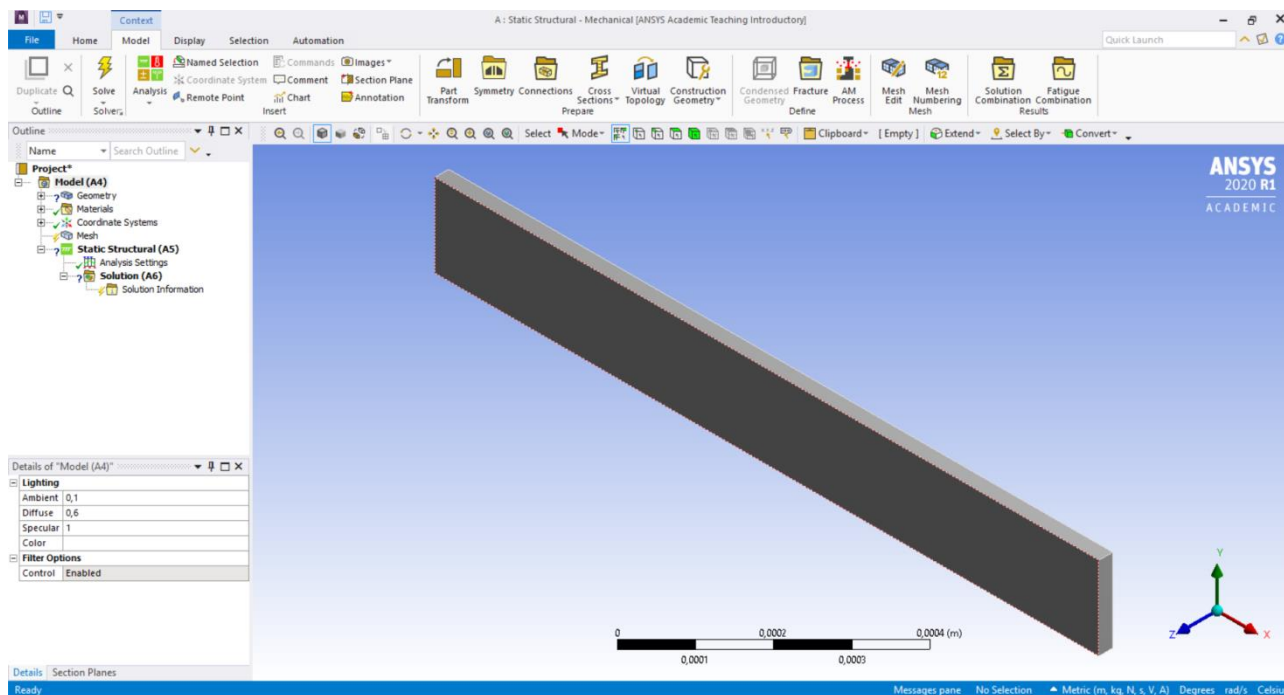 A : Static Structural - Mechanical [ANSYS Academic Teaching Introductory]
Context
File Home Model Display Selection Automation
Quick Launch
Duplicate
Outline
Solve
Solver
Analysis
Named Selection
Coordinate System
Remote Point
Commands
Comment
Chart
Images
Section Plane
Annotation
Insert
Part Transform
Symmetry
Connections
Cross Sections
Virtual Topology
Construction Geometry
Prepare
Condensed Geometry
Fracture
AM Process
Define
Mesh Edit
Mesh Numbering
Mesh
Solution Combination
Fatigue Combination
Results
Outline
Name
Search Outline
Select Mode Clipboard [ Empty ] Extend Select By Convert
Project*
Model (A4)
Geometry
Materials
Coordinate Systems
Mesh
Static Structural (A5)
Analysis Settings
Solution (A6)
Solution Information
ANSYS
2020 R1
ACADEMIC
Details of "Model (A4)"
Lighting
Ambient 0,1
Diffuse 0,6
Specular 1
Color
Filter Options
Control Enabled
0 0,0002 0,0004 (m)
0,0001 0,0003
Y
Z X
Details Section Planes
Ready
Messages pane No Selection Metric (m, kg, N, s, V, A) Degrees rad/s